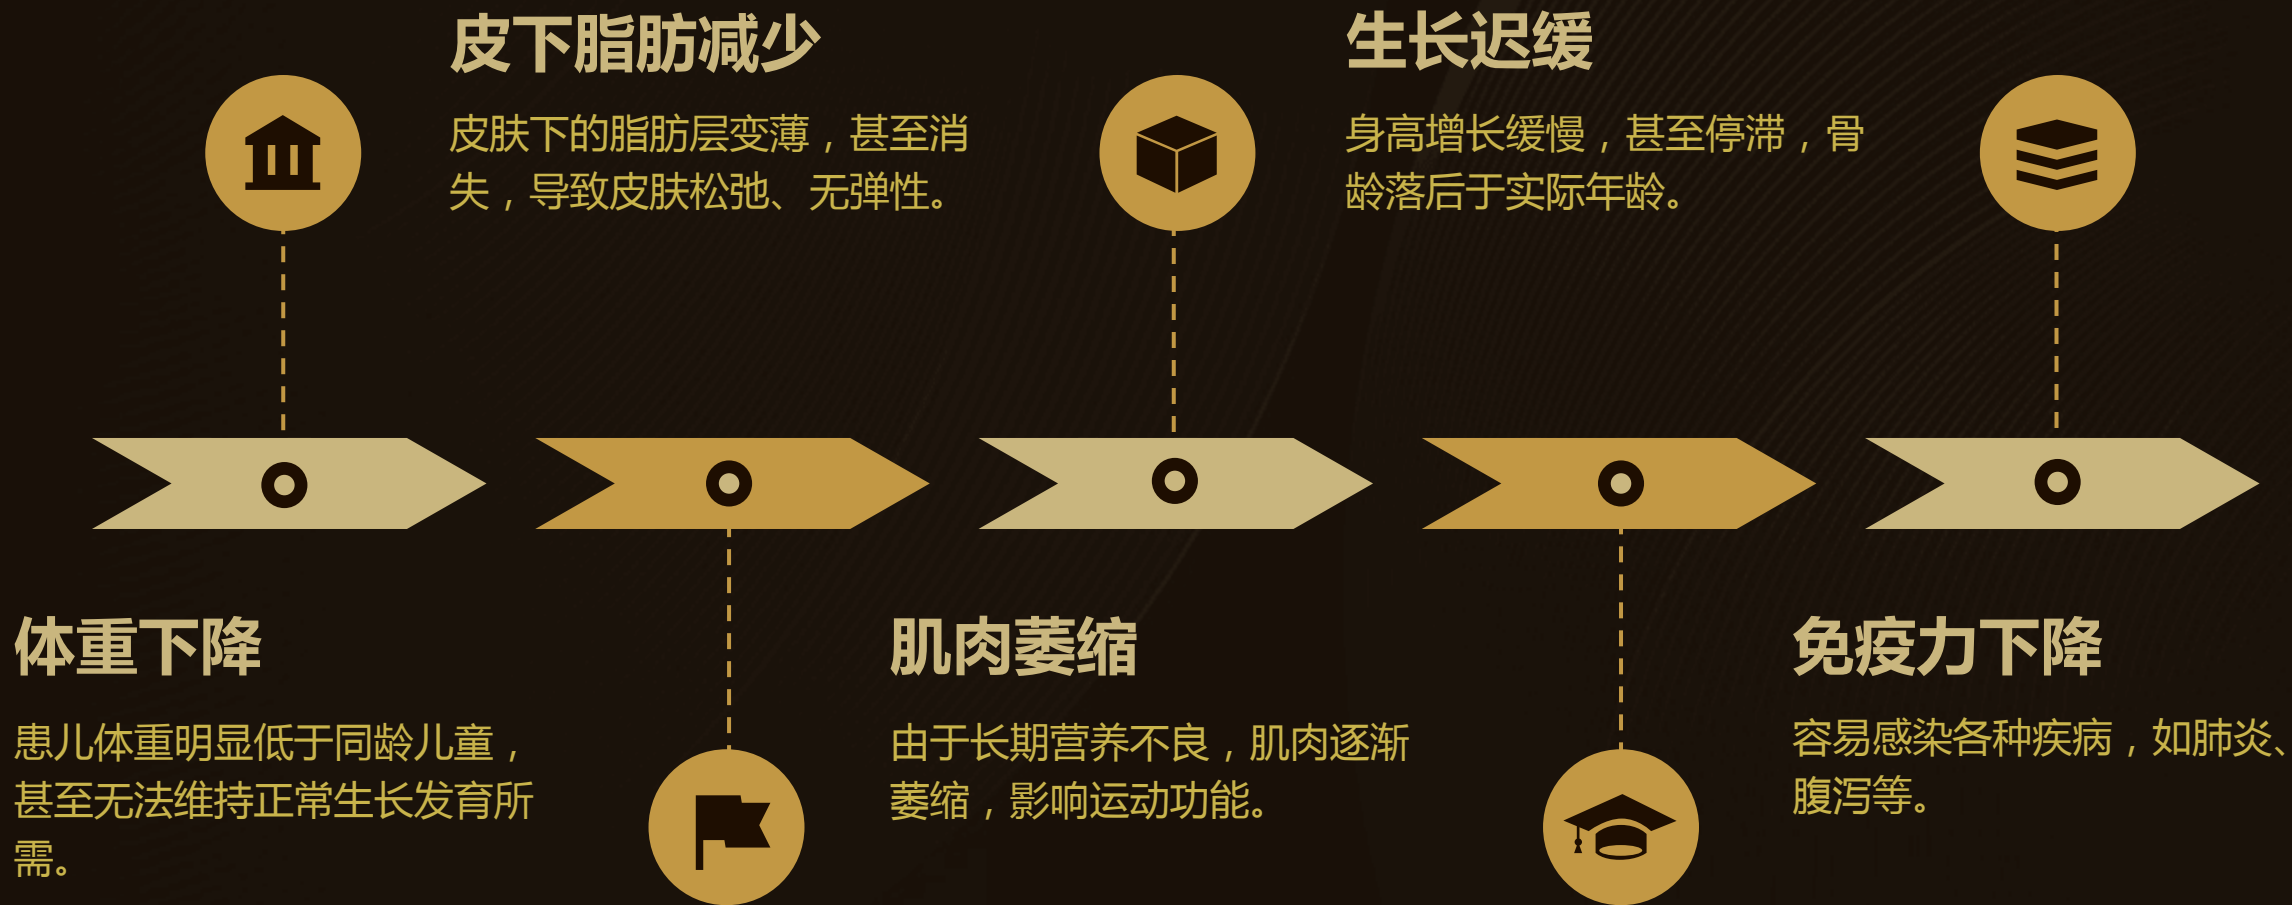 皮下脂肪减少
皮肤下的脂肪层变薄，甚至消
失，导致皮肤松弛、无弹性。
生长迟缓
身高增长缓慢，甚至停滞，骨
龄落后于实际年龄。
体重下降
患儿体重明显低于同龄儿童，
甚至无法维持正常生长发育所
需。
肌肉萎缩
由于长期营养不良，肌肉逐渐
萎缩，影响运动功能。
免疫力下降
容易感染各种疾病，如肺炎、
腹泻等。